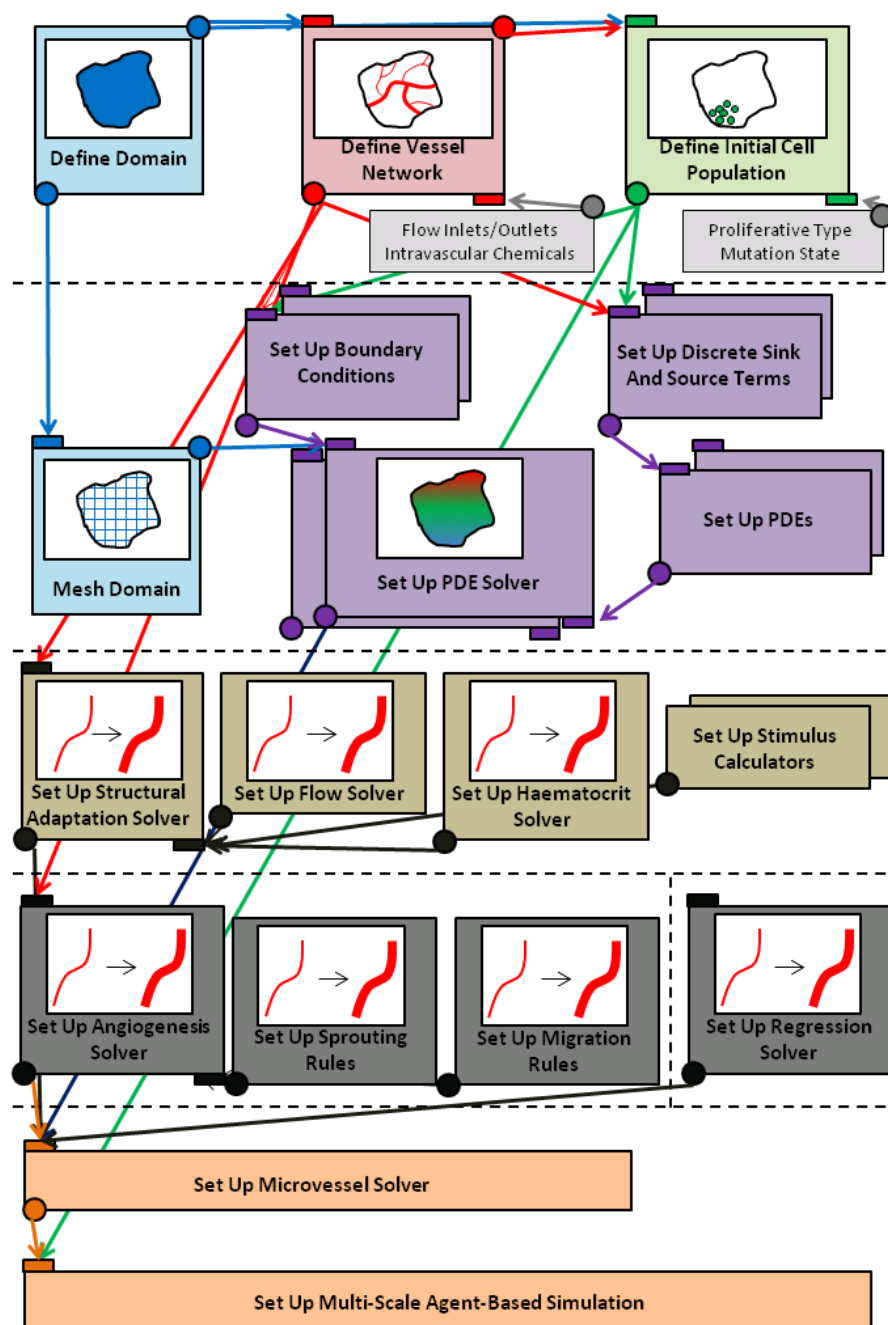 Define Domain
Define Vessel
Network
Define Initial Cell
Population
Flow Inlets/Outlets
Intravascular Chemicals
Proliferative Type
Mutation State
Set Up Boundary
Conditions
Set Up Discrete Sink
And Source Terms
Mesh Domain
Set Up PDE Solver
Set Up PDEs
Set Up Structural
Adaptation Solver
Set Up Flow Solver
Set Up Haematocrit
Solver
Set Up Stimulus
Calculators
Set Up Angiogenesis
Solver
Set Up Sprouting
Rules
Set Up Migration
Rules
Set Up Regression
Solver
Set Up Microvessel Solver
Set Up Multi-Scale Agent-Based Simulation